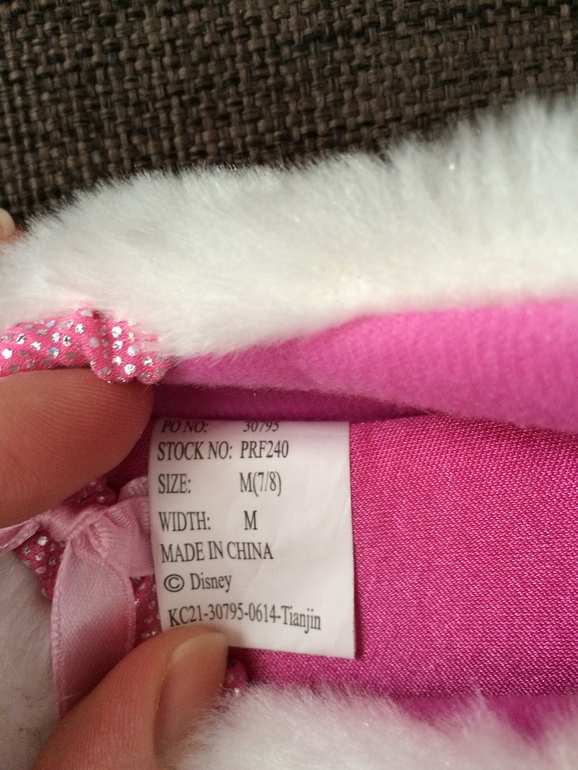 PO NO: 30795
STOCK NO: PRF240
SIZE: M(7/8)
WIDTH: M
MADE IN CHINA
© Disney
KC21-30795-0614-Tianjin